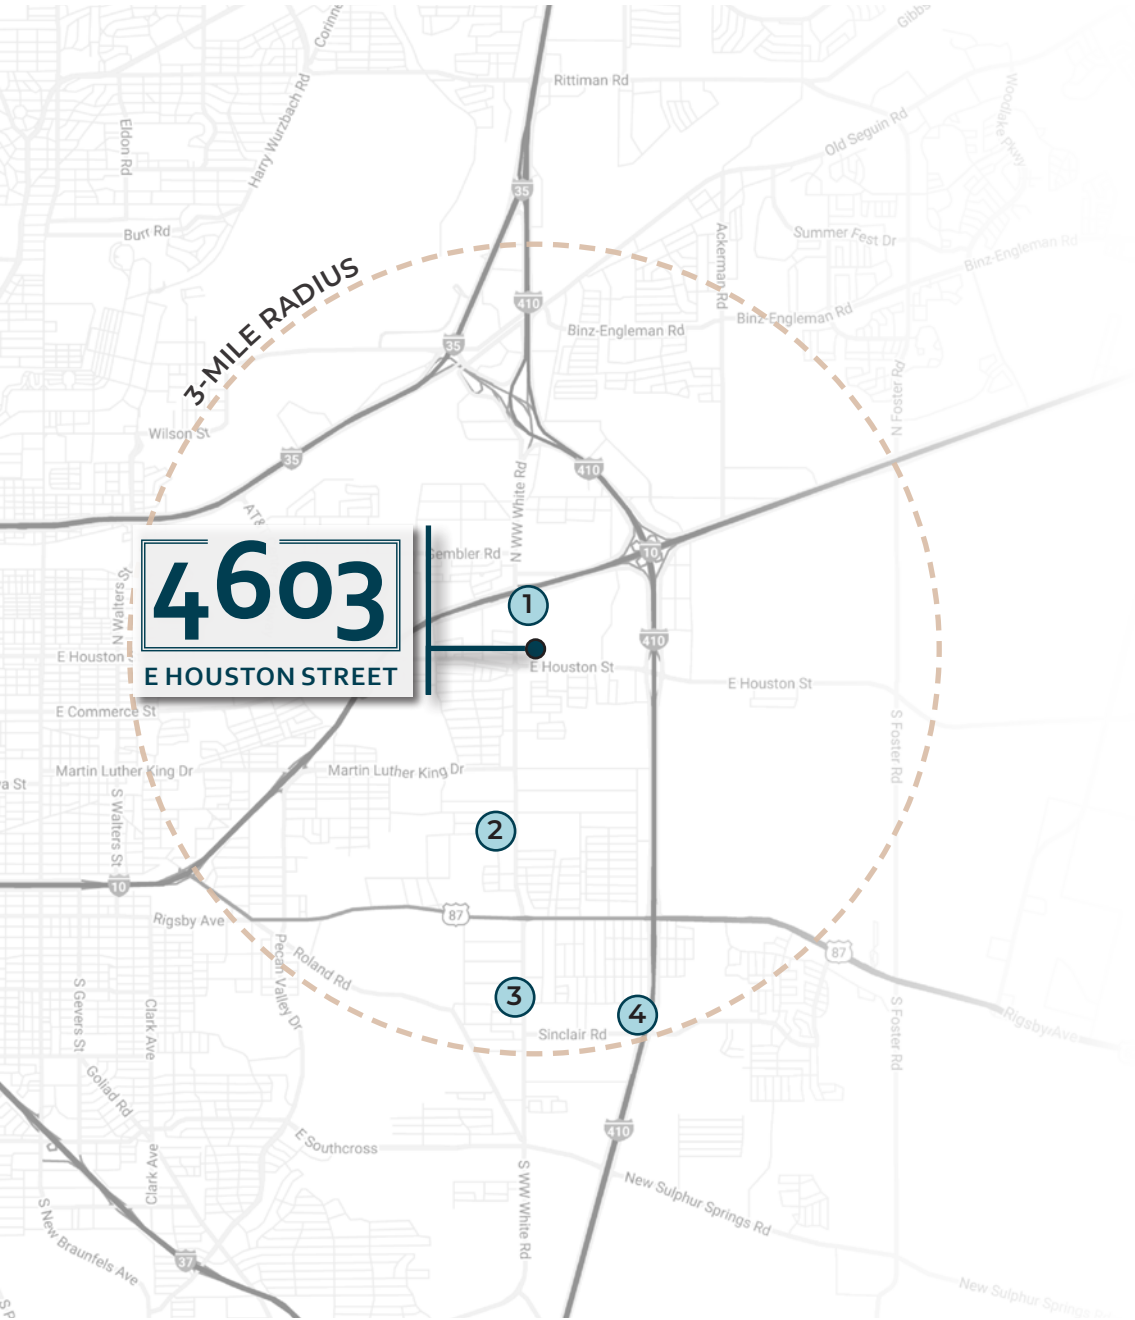 Corinne
Gibbs
Rittiman Rd
Harry Wurzbach Rd
Eldon Rd
Old Seguin Rd
Woodlake Pkwy
35
Burr Rd
Ackerman Rd
Summer Fest Dr
Binz-Engleman Rd
3-MILE RADIUS
410
Binz-Engleman Rd
Binz-Engleman Rd
35
N Foster Rd
Wilson St
35
410
N WW White Rd
AT&
Sembler Rd
10
4603
E HOUSTON STREET
1
N Walters St
E Houston S
410
E Houston St
E Houston St
E Commerce St
S Foster Rd
Martin Luther King Dr
Martin Luther King Dr
va St
S Walters St
2
10
Rigsby Ave
87
Pecan Valley Dr
Roland Rd
87
3
4
S Gevers St
Clark Ave
Sinclair Rd
S Foster Rd
Rigsby Ave
Goliad Rd
410
E Southcross
Clark Ave
S WW White Rd
New Sulphur Springs Rd
S New Braunfels Ave
37
New Sulphur Springs Rd